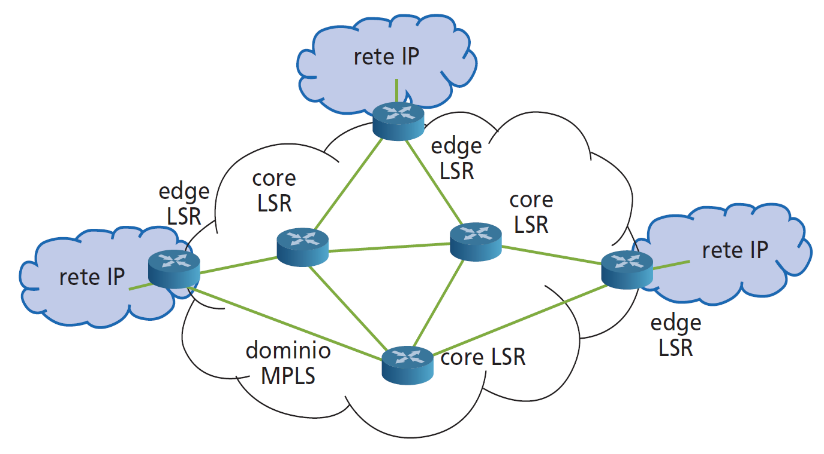 rete IP
edge
LSR
core
LSR
edge
LSR
core
LSR
rete IP
rete IP
edge
LSR
dominio
MPLS
core LSR